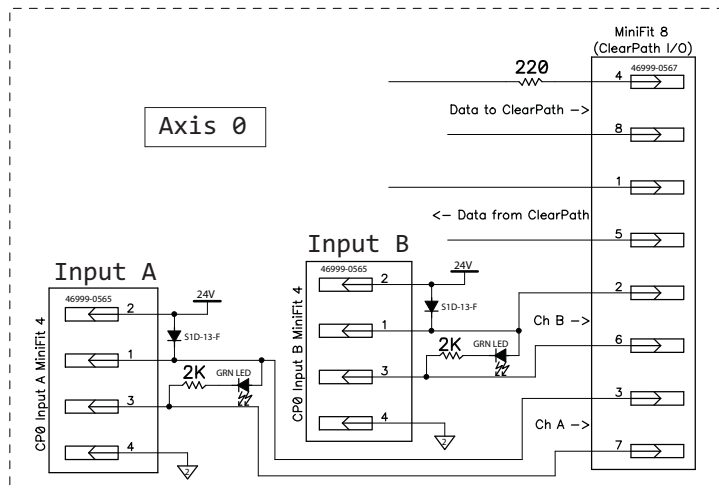 MiniFit 8
(ClearPath I/O)
46999-0567
220
4
Data to ClearPath ->
8
1
<- Data from ClearPath
5
2
Ch B ->
6
3
Ch A ->
7
Axis 0
Input A
46999-0565
CP0 Input A MiniFit 4
2
24V
S1D-13-F
1
2K
GRN LED
3
4
2
Input B
46999-0565
CP0 Input B MiniFit 4
2
24V
S1D-13-F
1
2K
GRN LED
3
4
2